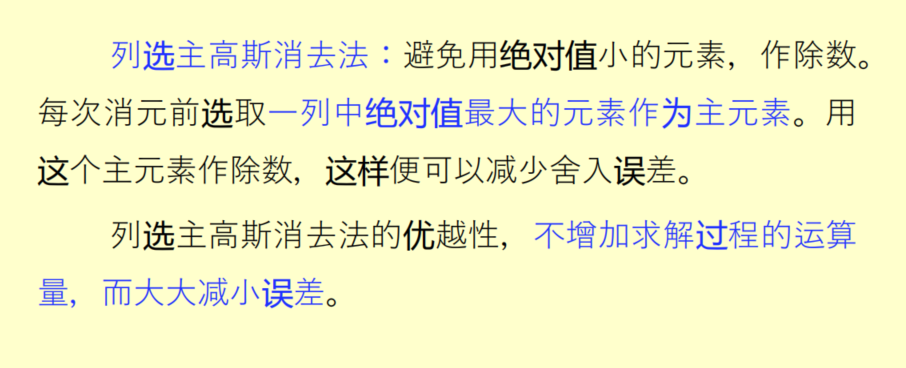 列选主高斯消去法：避免用绝对值小的元素，作除数。
每次消元前选取一列中绝对值最大的元素作为主元素。用
这个主元素作除数，这样便可以减少舍入误差。
列选主高斯消去法的优越性，不增加求解过程的运算
量，而大大减小误差。